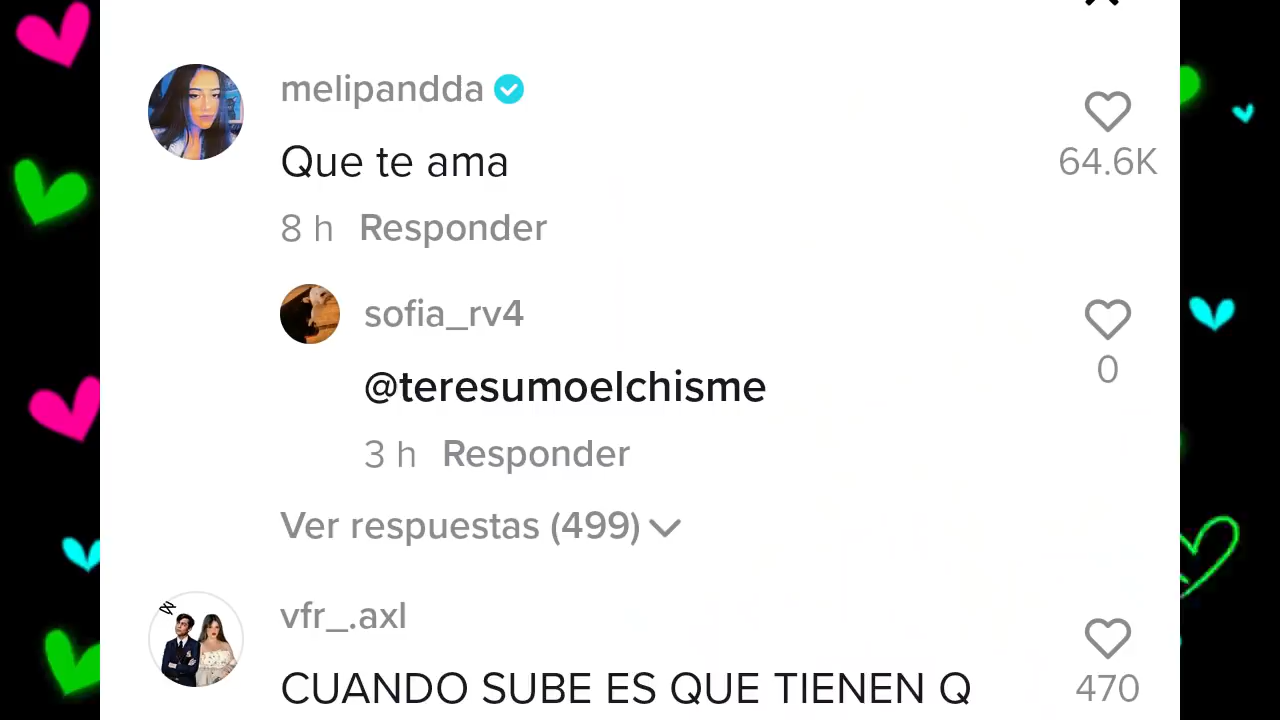 melipandda
64.6K
Que te ama
8 h Responder
sofia_rv4
0
@teresumoelchisme
3 h Responder
Ver respuestas (499)
vfr_.axl
CUANDO SUBE ES QUE TIENEN Q
470